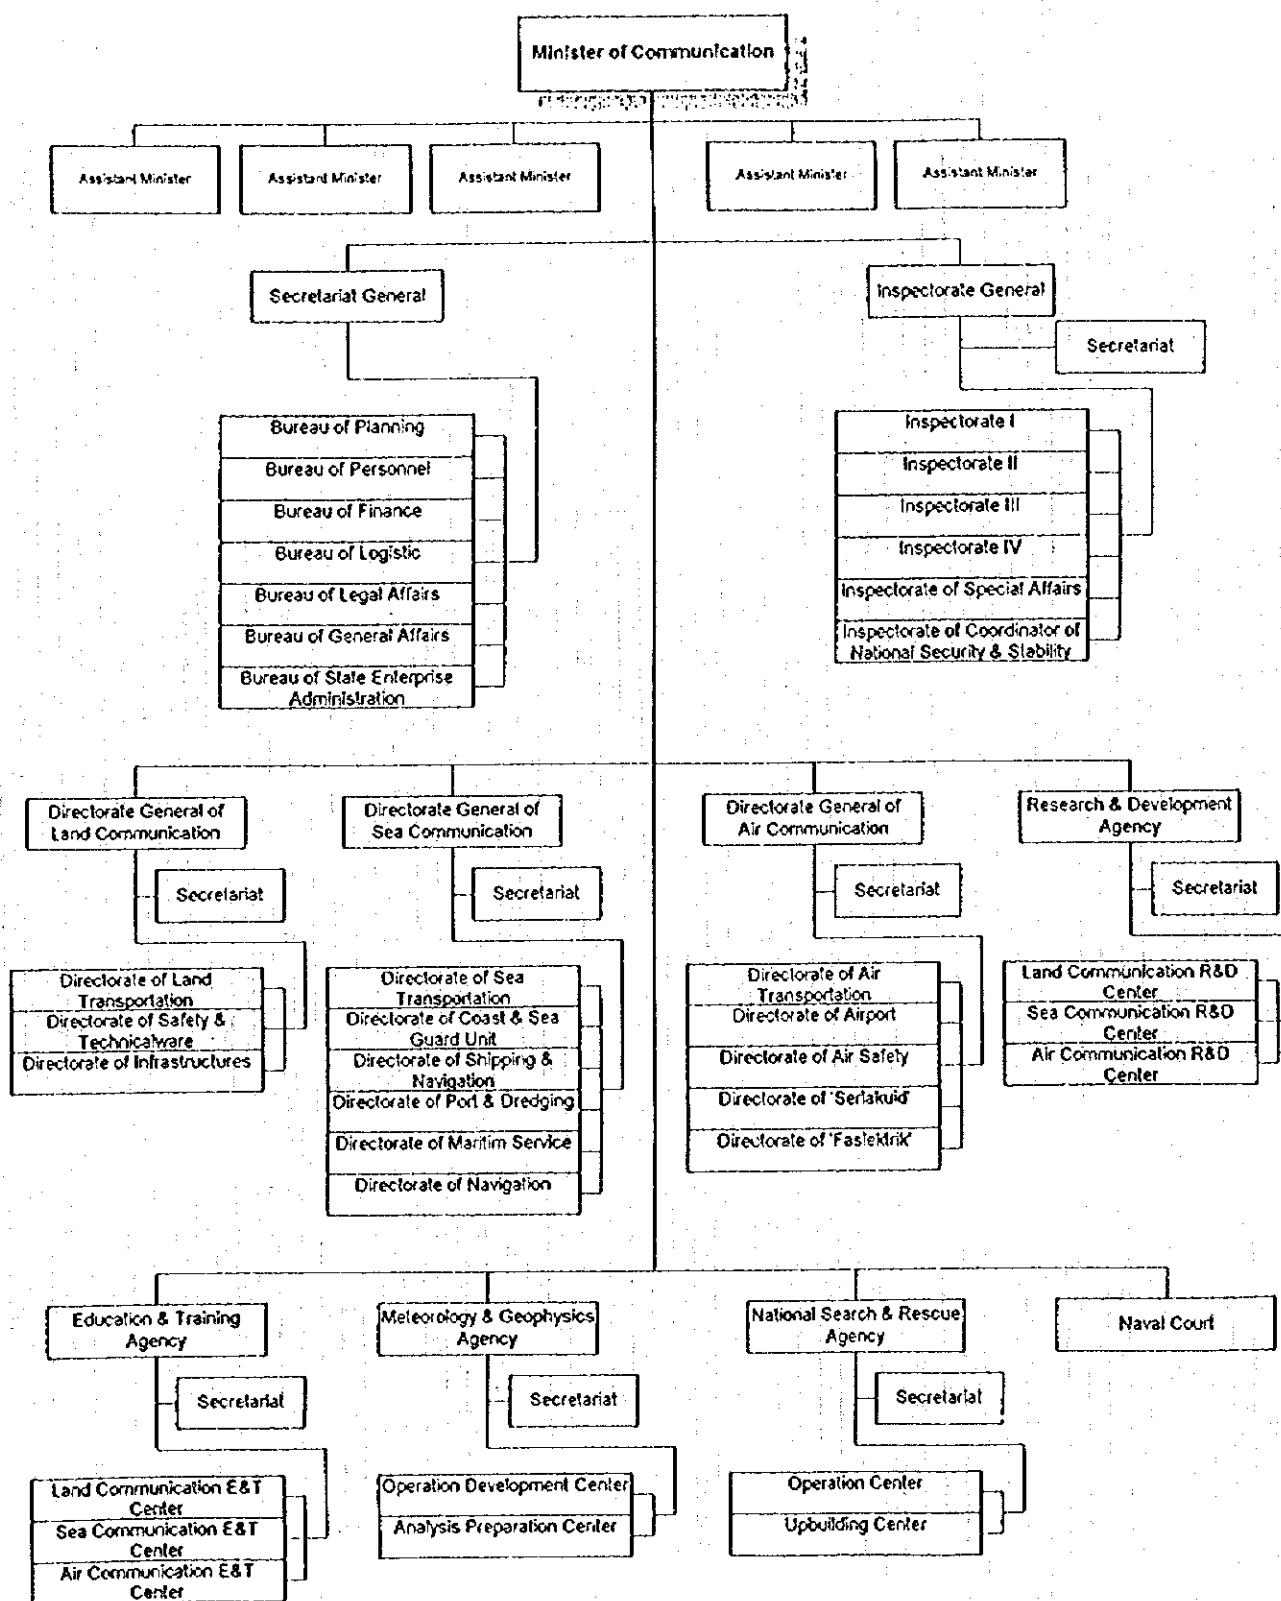 Minister of Communication
Assistant Minister
Assistant Minister
Assistant Minister
Assistant Minister
Assistant Minister
Secretariat General
Inspectorate General
Secretariat
Bureau of Planning
Bureau of Personnel
Bureau of Finance
Bureau of Logistic
Bureau of Legal Affairs
Bureau of General Affairs
Bureau of State Enterprise
Administration
Inspectorate I
Inspectorate II
Inspectorate III
Inspectorate IV
Inspectorate of Special Affairs
Inspectorate of Coordinator of
National Security & Stability
Directorate General of
Land Communication
Directorate General of
Sea Communication
Directorate General of
Air Communication
Research & Development
Agency
Secretariat
Secretariat
Secretariat
Secretariat
Directorate of Land
Transportation
Directorate of Safety &
Technicalware
Directorate of Infrastructures
Directorate of Sea
Transportation
Directorate of Coast & Sea
Guard Unit
Directorate of Shipping &
Navigation
Directorate of Port & Dredging
Directorate of Maritim Service
Directorate of Navigation
Directorate of Air
Transportation
Directorate of Airport
Directorate of Air Safety
Directorate of 'Serlakuid'
Directorate of 'Faslektrik'
Land Communication R&D
Center
Sea Communication R&D
Center
Air Communication R&D
Center
Education & Training
Agency
Meteorology & Geophysics
Agency
National Search & Rescue
Agency
Naval Court
Secretariat
Secretariat
Secretariat
Land Communication E&T
Center
Sea Communication E&T
Center
Air Communication E&T
Center
Operation Development Center
Analysis Preparation Center
Operation Center
Upbuilding Center